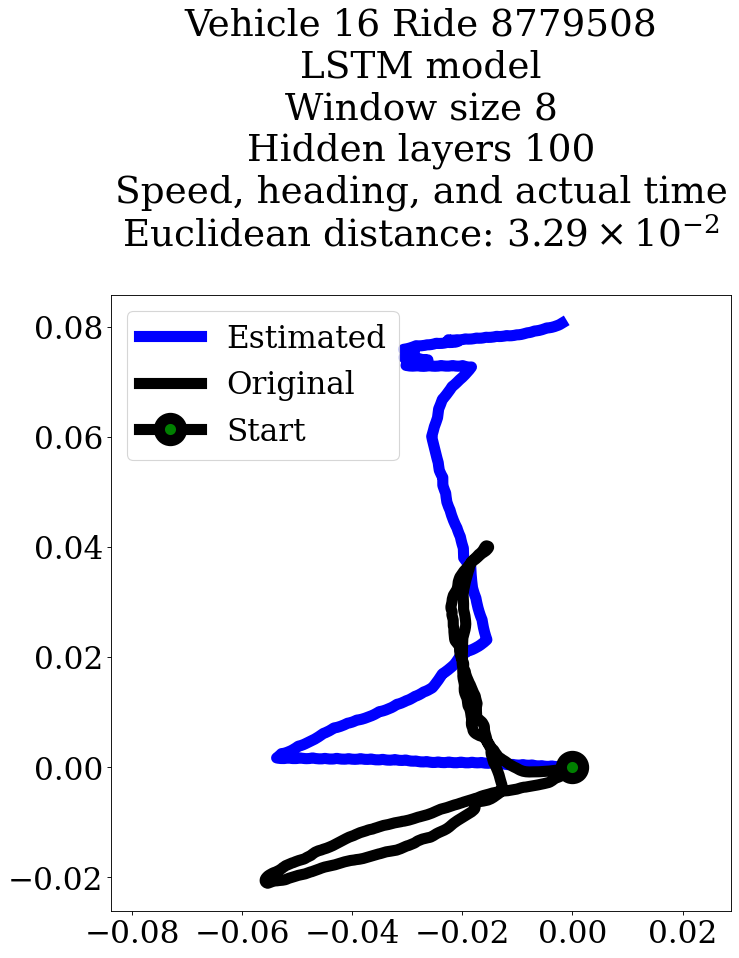 Vehicle 16 Ride 8779508
LSTM model
Window size 8
Hidden layers 100
Speed, heading, and actual time
Euclidean distance: 3.29 × 10⁻²
Estimated
Original
Start
0.08
0.06
0.04
0.02
0.00
−0.02
−0.08 −0.06 −0.04 −0.02 0.00 0.02